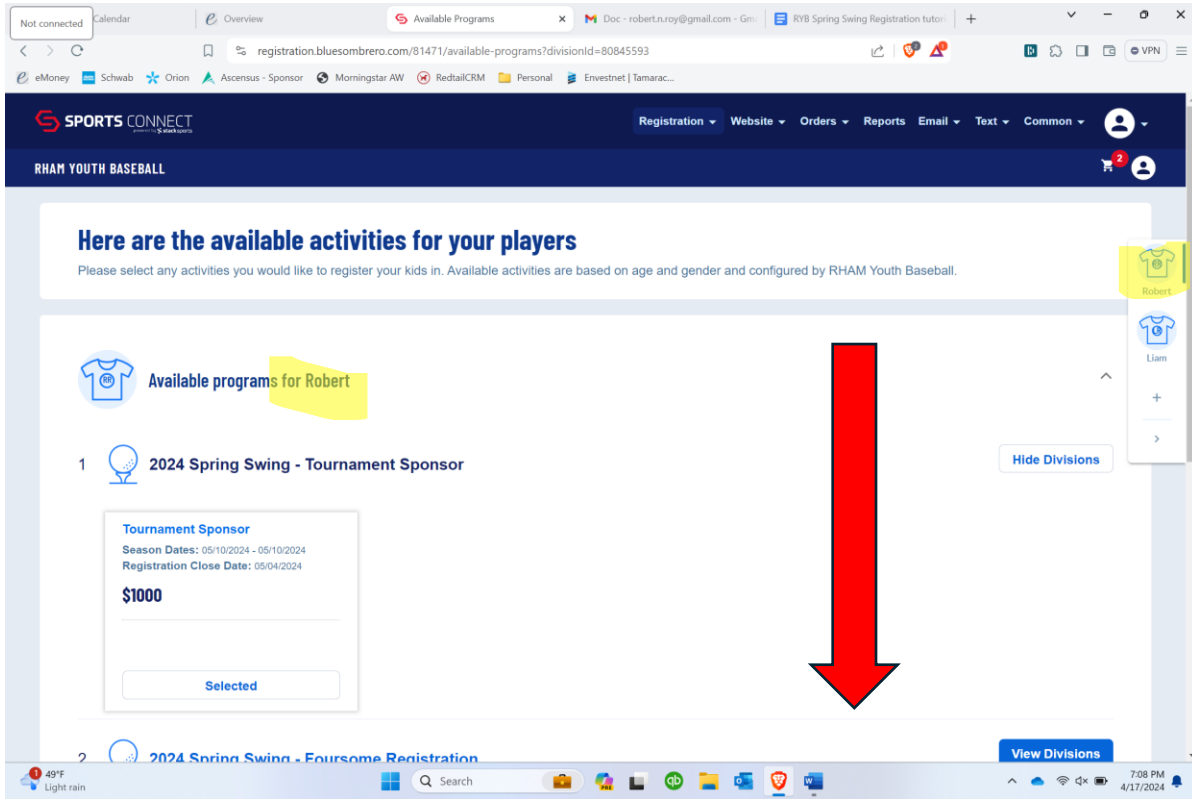 Not connected
Calendar
Overview
Available Programs
Doc - robert.n.roy@gmail.com - Gm
RYB Spring Swing Registration tutori
registration.bluesombrero.com/81471/available-programs?divisionId=80845593
VPN
eMoney
Schwab
Orion
Ascensus - Sponsor
Morningstar AW
RedtailCRM
Personal
Envestnet | Tamarac...
SPORTS CONNECT
powered by stack sports
Registration
Website
Orders
Reports
Email
Text
Common
RHAM YOUTH BASEBALL
2
Here are the available activities for your players
Please select any activities you would like to register your kids in. Available activities are based on age and gender and configured by RHAM Youth Baseball.
Robert
Liam
RR
Available programs for Robert
1
2024 Spring Swing - Tournament Sponsor
Hide Divisions
Tournament Sponsor
Season Dates: 05/10/2024 - 05/10/2024
Registration Close Date: 05/04/2024
$1000
Selected
2
2024 Spring Swing - Foursome Registration
View Divisions
1
49°F
Light rain
Search
7:08 PM
4/17/2024